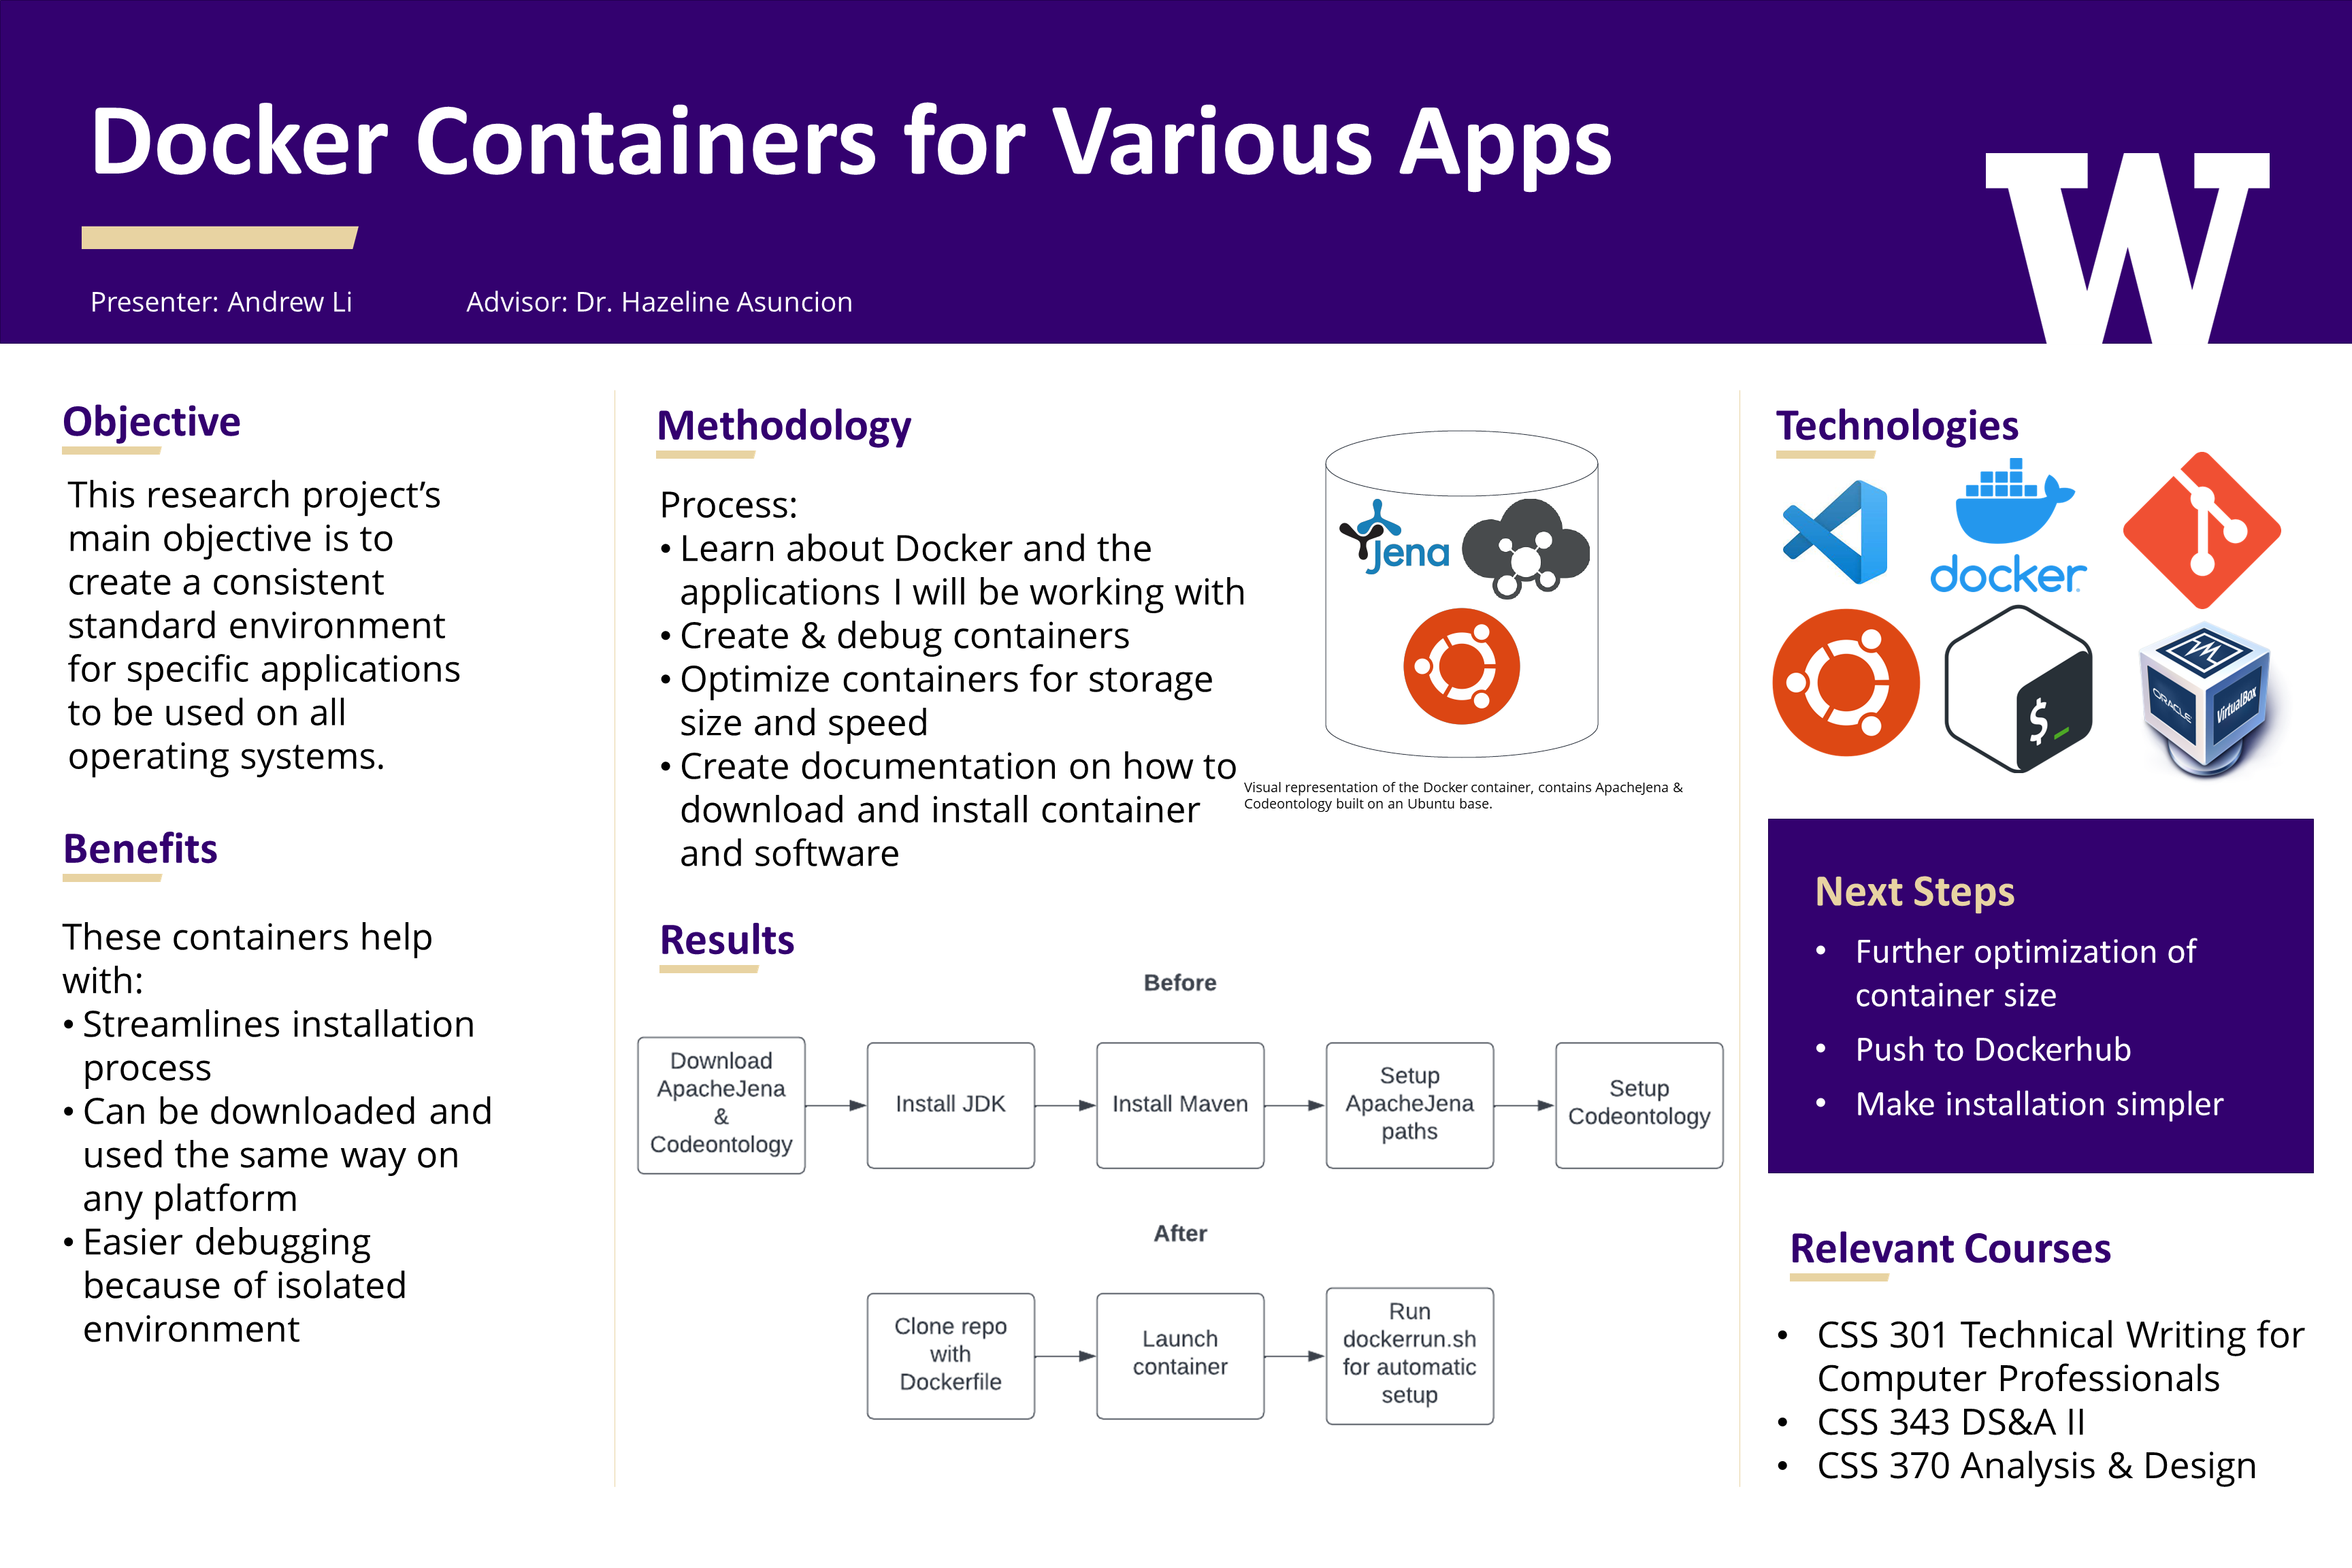 Docker Containers for Various Apps
Presenter: Andrew Li
Advisor: Dr. Hazeline Asuncion
W
Objective
This research project’s
main objective is to
create a consistent
standard environment
for specific applications
to be used on all
operating systems.
Benefits
These containers help
with:
• Streamlines installation
process
• Can be downloaded and
used the same way on
any platform
• Easier debugging
because of isolated
environment
Methodology
Process:
• Learn about Docker and the
applications I will be working with
• Create & debug containers
• Optimize containers for storage
size and speed
• Create documentation on how to
download and install container
and software
Jena
Visual representation of the Docker container, contains ApacheJena &
Codeontology built on an Ubuntu base.
Results
Before
Download
ApacheJena
&
Codeontology
Install JDK
Install Maven
Setup
ApacheJena
paths
Setup
Codeontology
After
Clone repo
with
Dockerfile
Launch
container
Run
dockerrun.sh
for automatic
setup
Technologies
docker
$_
ORACLE
VirtualBox
Next Steps
• Further optimization of
container size
• Push to Dockerhub
• Make installation simpler
Relevant Courses
• CSS 301 Technical Writing for
Computer Professionals
• CSS 343 DS&A II
• CSS 370 Analysis & Design